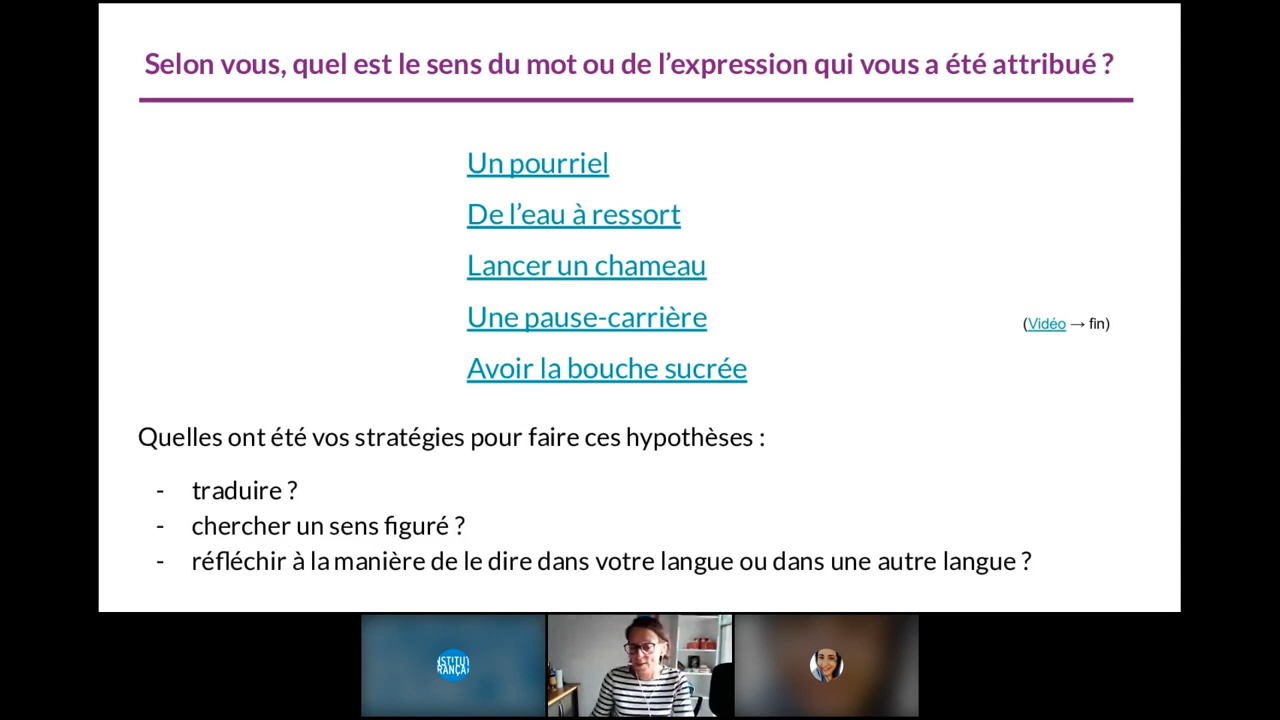 Selon vous, quel est le sens du mot ou de l’expression qui vous a été attribué ?
Un pourriel
De l’eau à ressort
Lancer un chameau
Une pause-carrière
(Vidéo → fin)
Avoir la bouche sucrée
Quelles ont été vos stratégies pour faire ces hypothèses :
- traduire ?
- chercher un sens figuré ?
- réfléchir à la manière de le dire dans votre langue ou dans une autre langue ?